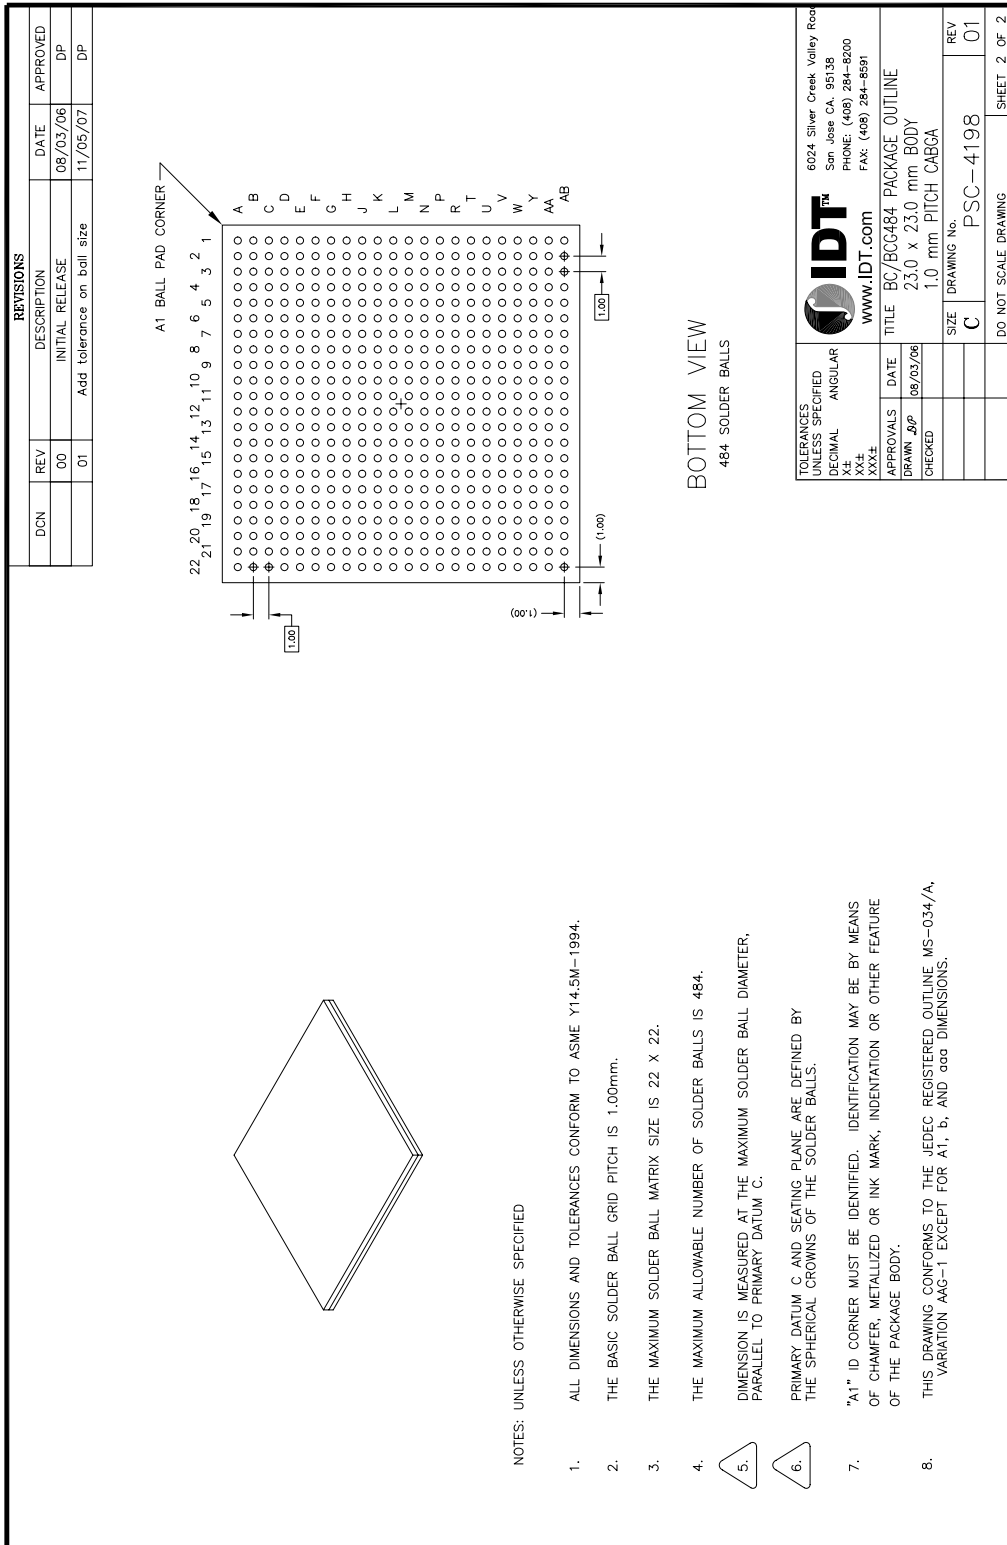 REVISIONS
DCN REV DESCRIPTION DATE APPROVED
00 INITIAL RELEASE 08/03/06 DP
01 Add tolerance on ball size 11/05/07 DP
A1 BALL PAD CORNER
22 21 20 19 18 17 16 15 14 13 12 11 10 9 8 7 6 5 4 3 2 1
A
B
C
D
E
F
G
H
J
K
L
M
N
P
R
T
U
V
W
Y
AA
AB
1.00
(1.00)
(1.00)
1.00
BOTTOM VIEW
484 SOLDER BALLS
NOTES: UNLESS OTHERWISE SPECIFIED
1. ALL DIMENSIONS AND TOLERANCES CONFORM TO ASME Y14.5M-1994.
2. THE BASIC SOLDER BALL GRID PITCH IS 1.00mm.
3. THE MAXIMUM SOLDER BALL MATRIX SIZE IS 22 X 22.
4. THE MAXIMUM ALLOWABLE NUMBER OF SOLDER BALLS IS 484.
5. DIMENSION IS MEASURED AT THE MAXIMUM SOLDER BALL DIAMETER,
PARALLEL TO PRIMARY DATUM C.
6. PRIMARY DATUM C AND SEATING PLANE ARE DEFINED BY
THE SPHERICAL CROWNS OF THE SOLDER BALLS.
7. "A1" ID CORNER MUST BE IDENTIFIED. IDENTIFICATION MAY BE BY MEANS
OF CHAMFER, METALLIZED OR INK MARK, INDENTATION OR OTHER FEATURE
OF THE PACKAGE BODY.
8. THIS DRAWING CONFORMS TO THE JEDEC REGISTERED OUTLINE MS-034/A,
VARIATION AAG-1 EXCEPT FOR A1, b, AND aaa DIMENSIONS.
TOLERANCES
UNLESS SPECIFIED
DECIMAL ANGULAR
X±
XX±
XXX±
APPROVALS DATE
DRAWN DP 08/03/06
CHECKED
IDT™
www.IDT.com
6024 Silver Creek Valley Road
San Jose CA. 95138
PHONE: (408) 284-8200
FAX: (408) 284-8591
TITLE BC/BCG484 PACKAGE OUTLINE
23.0 x 23.0 mm BODY
1.0 mm PITCH CABGA
SIZE DRAWING No. REV
C PSC-4198 01
DO NOT SCALE DRAWING SHEET 2 OF 2